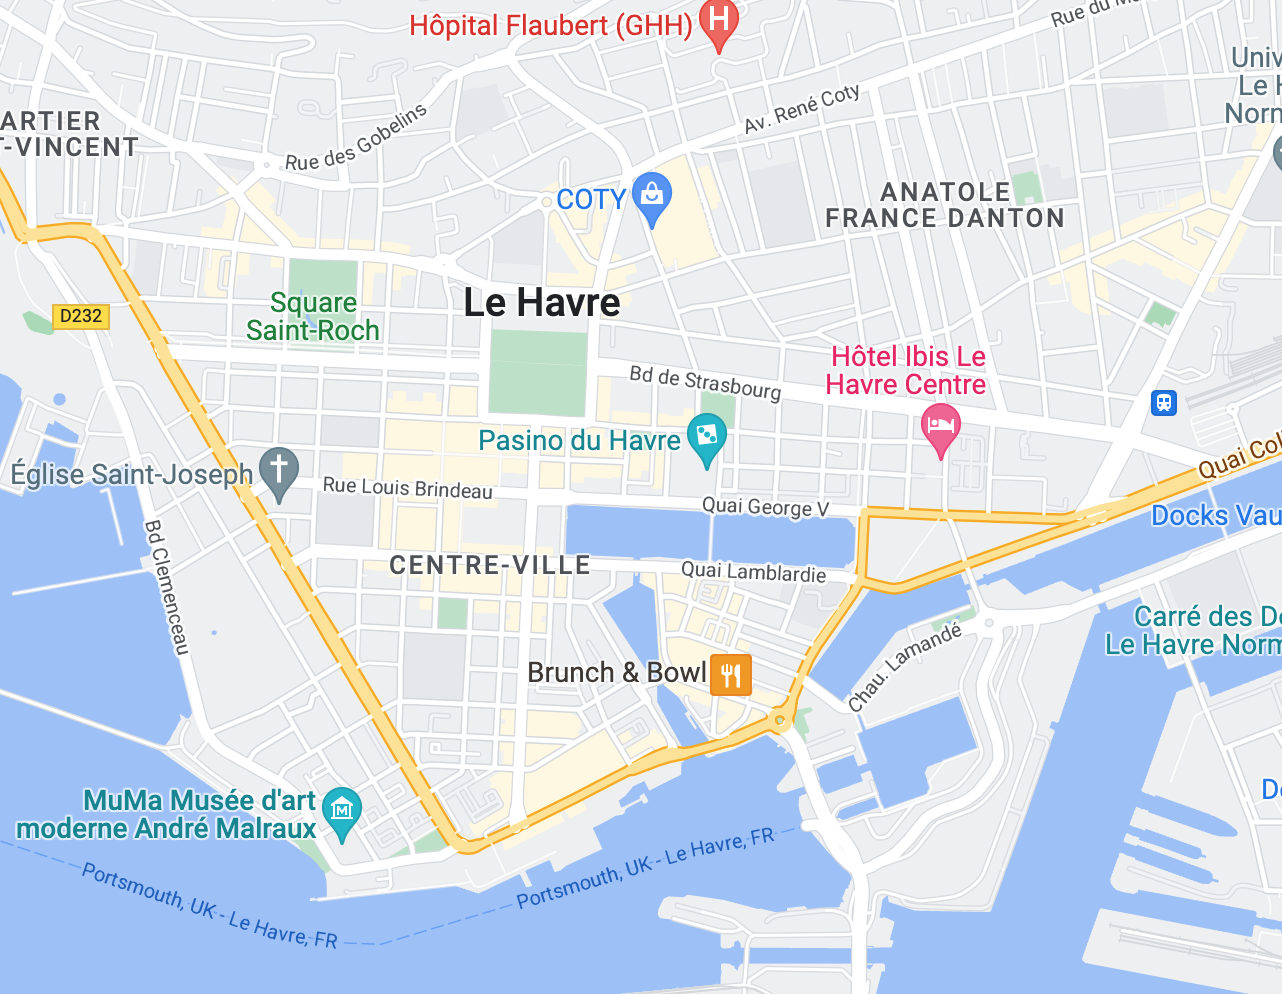 Hôpital Flaubert (GHH)
Rue du
Univ
Le H
Norm
ARTIER
T-VINCENT
Rue des Gobelins
Av. René Coty
COTY
ANATOLE
FRANCE DANTON
D232
Square
Saint-Roch
Le Havre
Hôtel Ibis Le
Havre Centre
Bd de Strasbourg
Pasino du Havre
Église Saint-Joseph
Rue Louis Brindeau
Quai George V
Quai Col
Docks Vau
Bd Clemenceau
CENTRE-VILLE
Quai Lamblardie
Carré des Do
Le Havre Norm
Chau. Lamandé
Brunch & Bowl
MuMa Musée d'art
moderne André Malraux
M
De
Portsmouth, UK - Le Havre, FR
Portsmouth, UK - Le Havre, FR